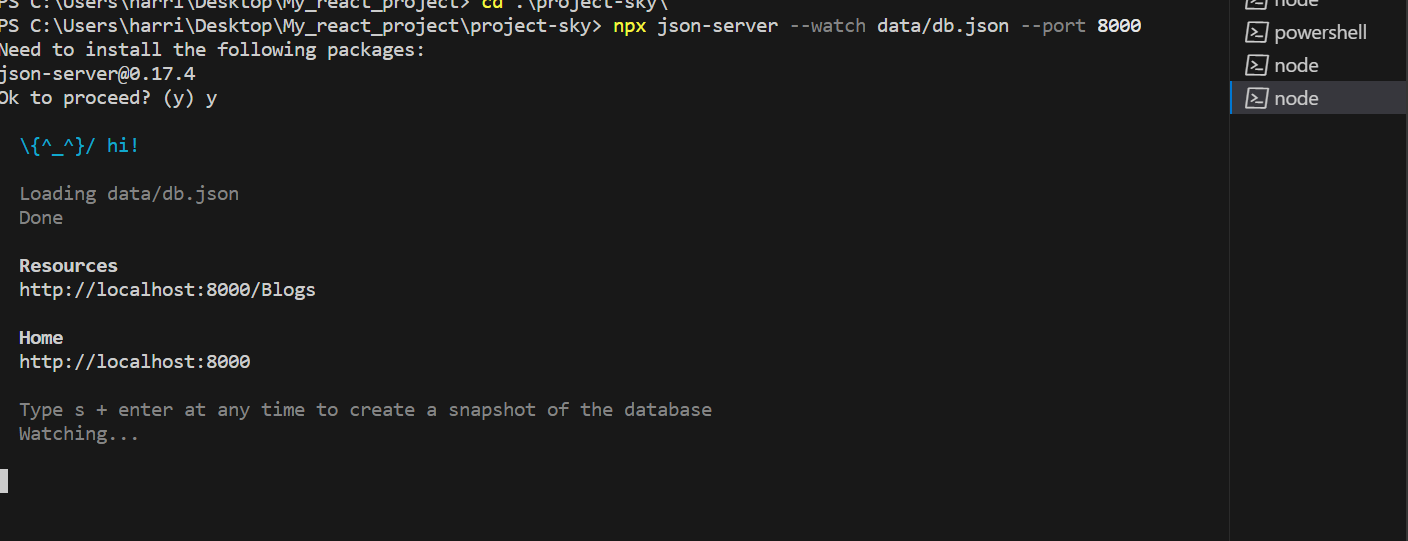 PS C:\Users\harri\Desktop\My_react_project> cd .\project-sky\
PS C:\Users\harri\Desktop\My_react_project\project-sky> npx json-server --watch data/db.json --port 8000
Need to install the following packages:
json-server@0.17.4
Ok to proceed? (y) y
\{^_^}/ hi!
Loading data/db.json
Done
Resources
http://localhost:8000/Blogs
Home
http://localhost:8000
Type s + enter at any time to create a snapshot of the database
Watching...
node
powershell
node
node